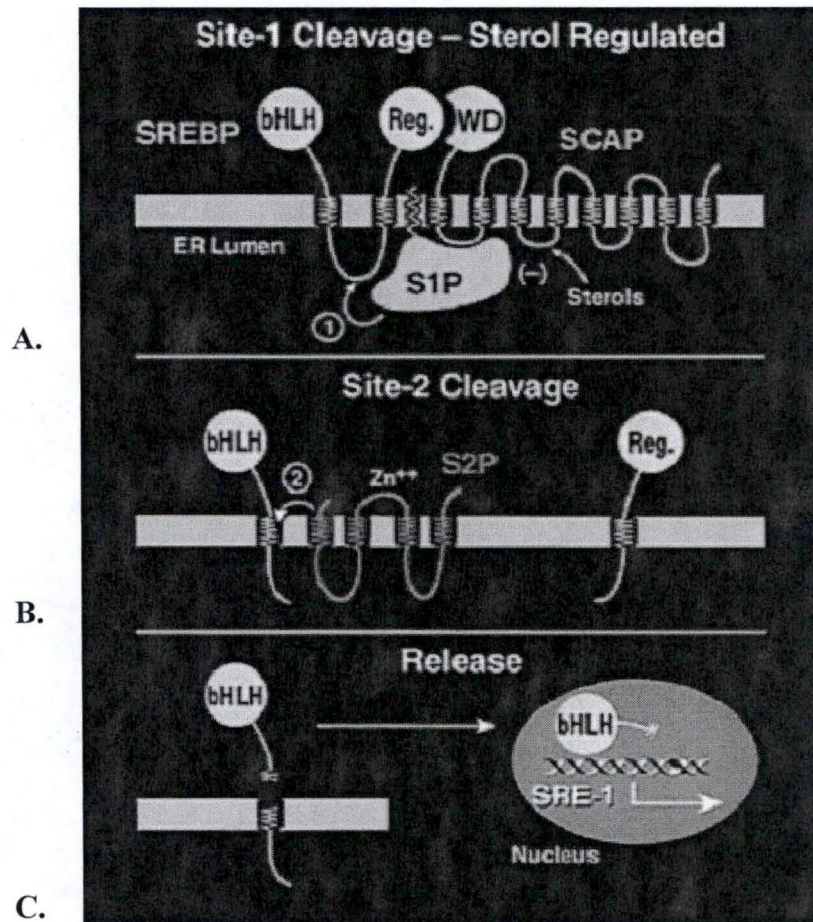 Site-1 Cleavage – Sterol Regulated
SREBP
bHLH
Reg.
WD
SCAP
ER Lumen
S1P
(–)
Sterols
1
A.
Site-2 Cleavage
bHLH
2
Zn++
S2P
Reg.
B.
Release
bHLH
bHLH
SRE-1
Nucleus
C.